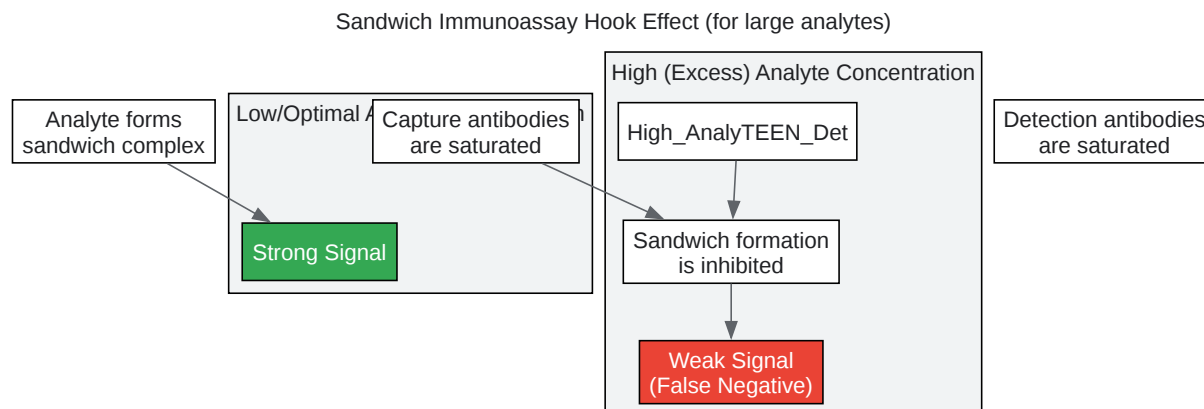 Sandwich Immunoassay Hook Effect (for large analytes)
High (Excess) Analyte Concentration
Analyte forms
sandwich complex
Low/Optimal A
n
Capture antibodies
are saturated
High_AnalyTEEN_Det
Detection antibodies
are saturated
Strong Signal
Sandwich formation
is inhibited
Weak Signal
(False Negative)